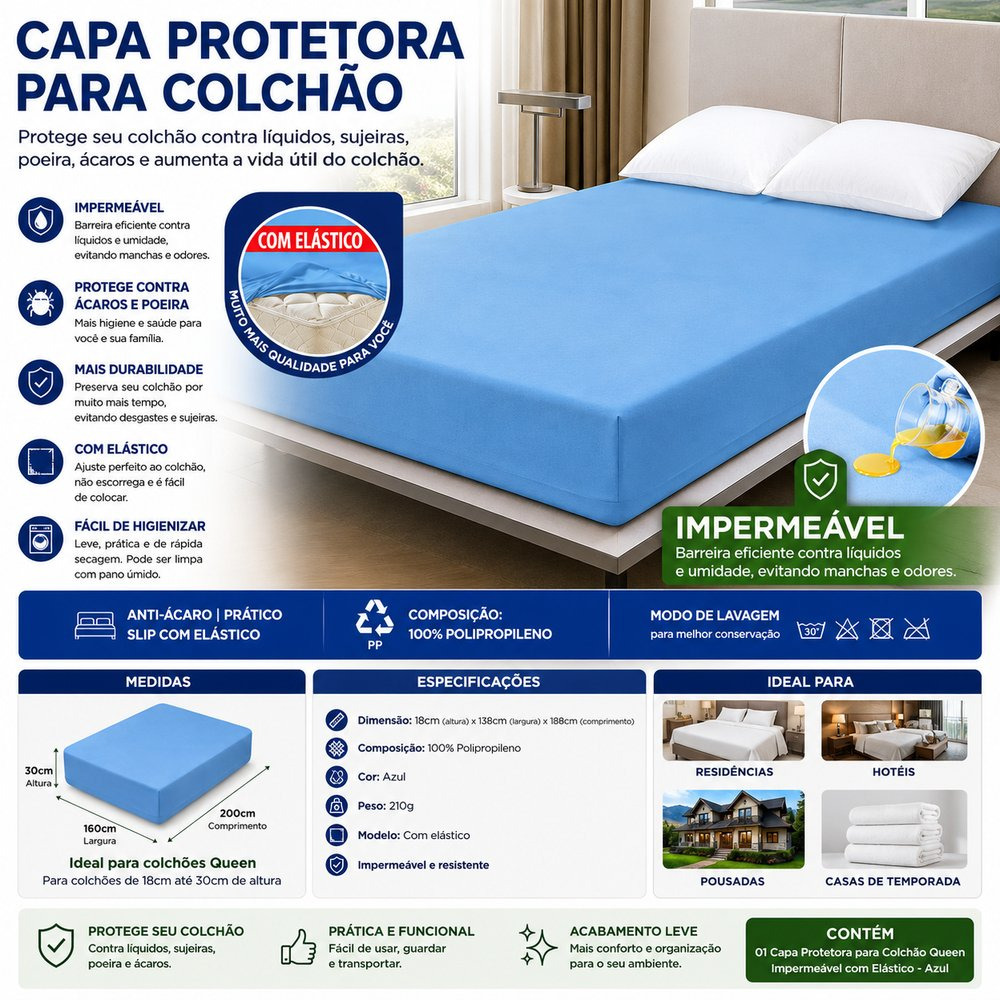 CAPA PROTETORA
PARA COLCHÃO
Protege seu colchão contra líquidos, sujeiras,
poeira, ácaros e aumenta a vida útil do colchão.
IMPERMEÁVEL
Barreira eficiente contra
líquidos e umidade,
evitando manchas e odores.
PROTEGE CONTRA
ÁCAROS E POEIRA
Mais higiene e saúde para
você e sua família.
MAIS DURABILIDADE
Preserva seu colchão por
muito mais tempo,
evitando desgastes e sujeiras.
COM ELÁSTICO
Ajuste perfeito ao colchão,
não escorrega e é fácil
de colocar.
FÁCIL DE HIGIENIZAR
Leve, prática e de rápida
secagem. Pode ser limpa
com pano úmido.
COM ELÁSTICO
MUITO MAIS QUALIDADE PARA VOCÊ
IMPERMEÁVEL
Barreira eficiente contra líquidos
e umidade, evitando manchas e odores.
ANTI-ÁCARO | PRÁTICO
SLIP COM ELÁSTICO
PP
COMPOSIÇÃO:
100% POLIPROPILENO
MODO DE LAVAGEM
para melhor conservação
30°
MEDIDAS
30cm
Altura
160cm
Largura
200cm
Comprimento
Ideal para colchões Queen
Para colchões de 18cm até 30cm de altura
ESPECIFICAÇÕES
Dimensão: 18cm (altura) x 138cm (largura) x 188cm (comprimento)
Composição: 100% Polipropileno
Cor: Azul
Peso: 210g
Modelo: Com elástico
Impermeável e resistente
IDEAL PARA
RESIDÊNCIAS
HOTÉIS
POUSADAS
CASAS DE TEMPORADA
PROTEGE SEU COLCHÃO
Contra líquidos, sujeiras,
poeira e ácaros.
PRÁTICA E FUNCIONAL
Fácil de usar, guardar
e transportar.
ACABAMENTO LEVE
Mais conforto e organização
para o seu ambiente.
CONTÉM
01 Capa Protetora para Colchão Queen
Impermeável com Elástico - Azul